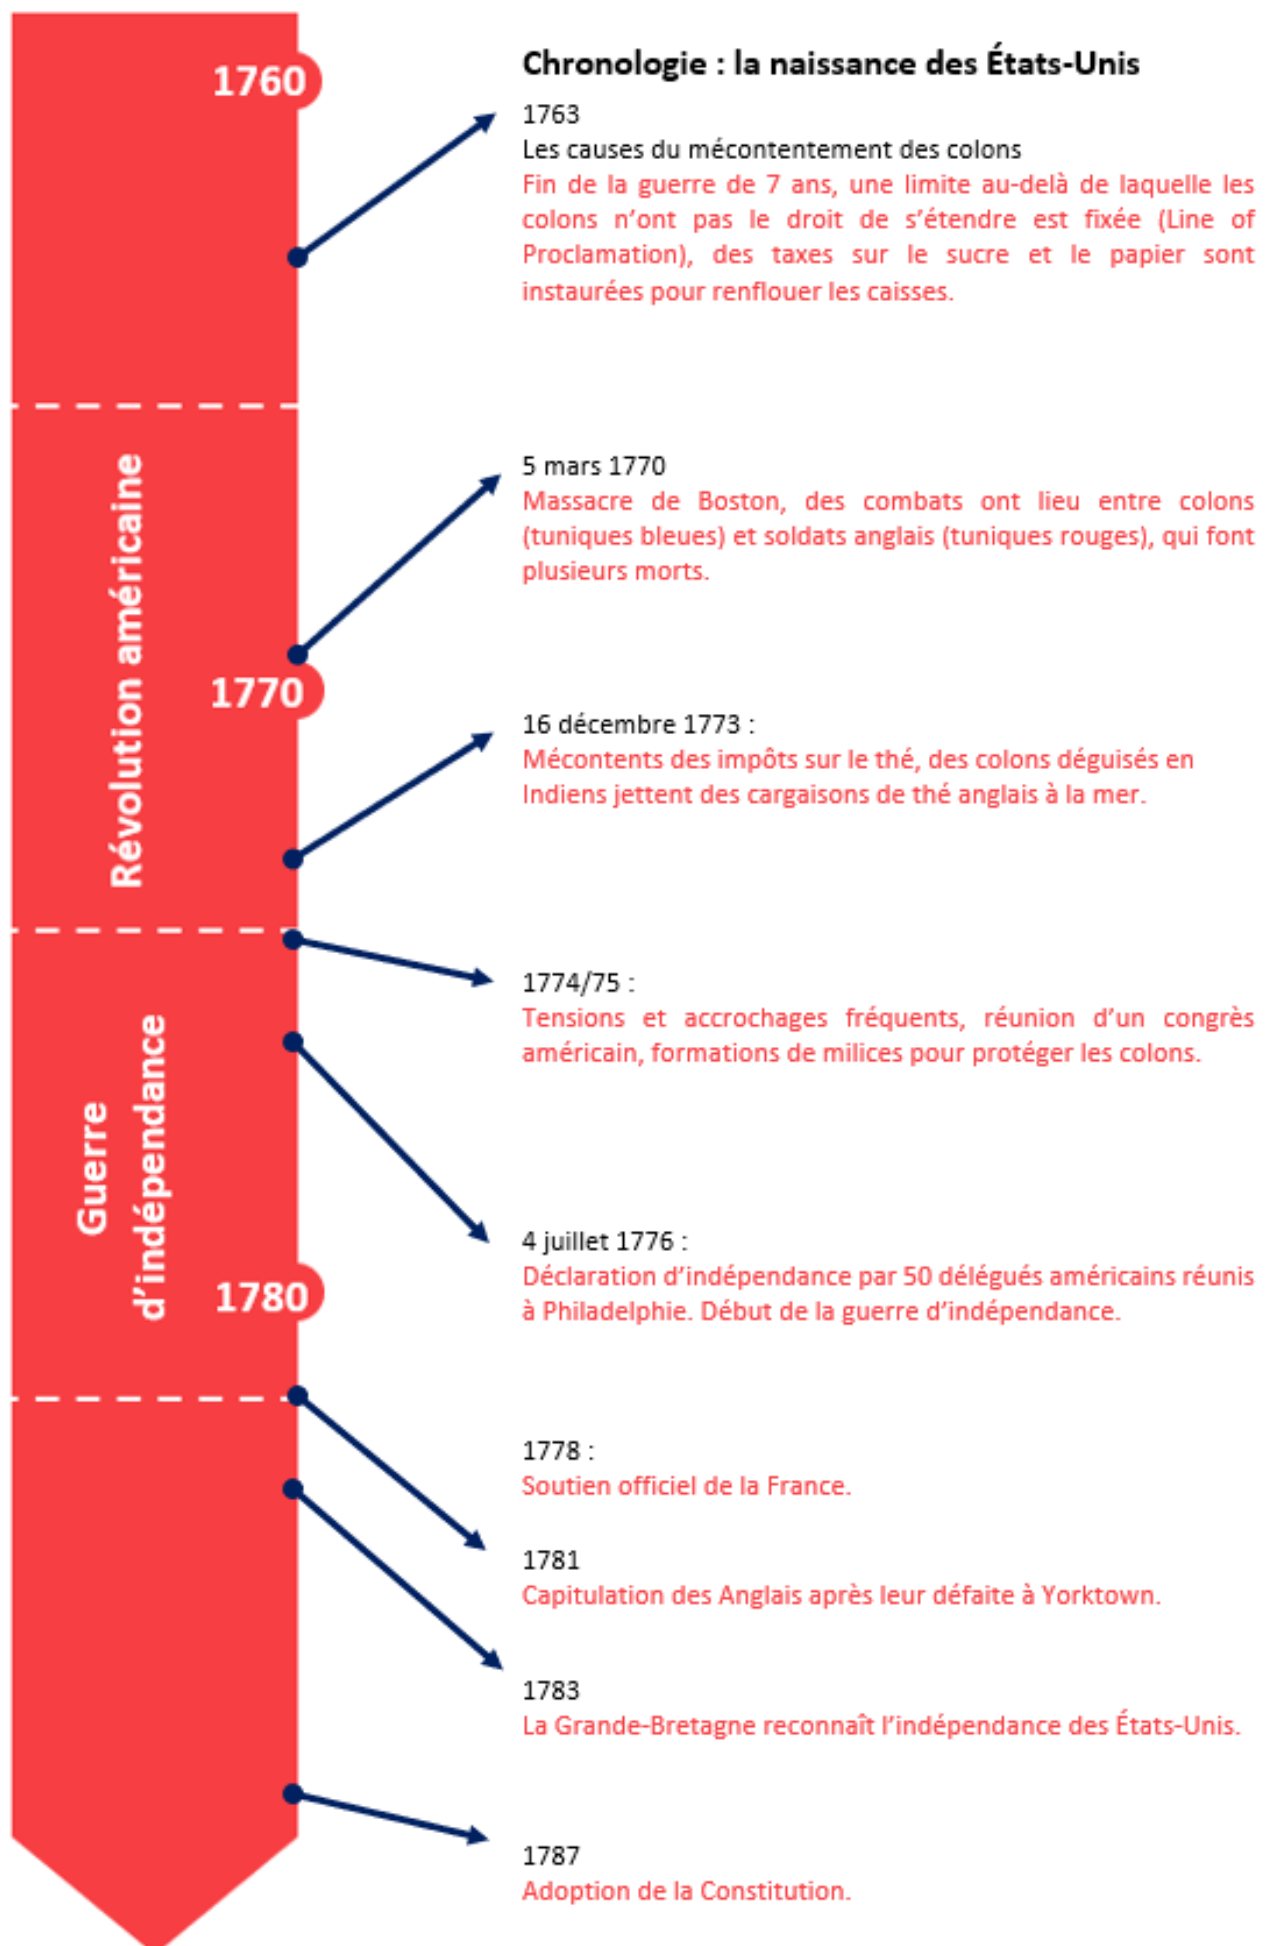 1760
Chronologie : la naissance des États-Unis
1763
Les causes du mécontentement des colons
Fin de la guerre de 7 ans, une limite au-delà de laquelle les
colons n’ont pas le droit de s’étendre est fixée (Line of
Proclamation), des taxes sur le sucre et le papier sont
instaurées pour renflouer les caisses.
Révolution américaine
5 mars 1770
Massacre de Boston, des combats ont lieu entre colons
(tuniques bleues) et soldats anglais (tuniques rouges), qui font
plusieurs morts.
1770
16 décembre 1773 :
Mécontents des impôts sur le thé, des colons déguisés en
Indiens jettent des cargaisons de thé anglais à la mer.
1774/75 :
Tensions et accrochages fréquents, réunion d’un congrès
américain, formations de milices pour protéger les colons.
Guerre
d’indépendance
4 juillet 1776 :
Déclaration d’indépendance par 50 délégués américains réunis
à Philadelphie. Début de la guerre d’indépendance.
1780
1778 :
Soutien officiel de la France.
1781
Capitulation des Anglais après leur défaite à Yorktown.
1783
La Grande-Bretagne reconnaît l’indépendance des États-Unis.
1787
Adoption de la Constitution.